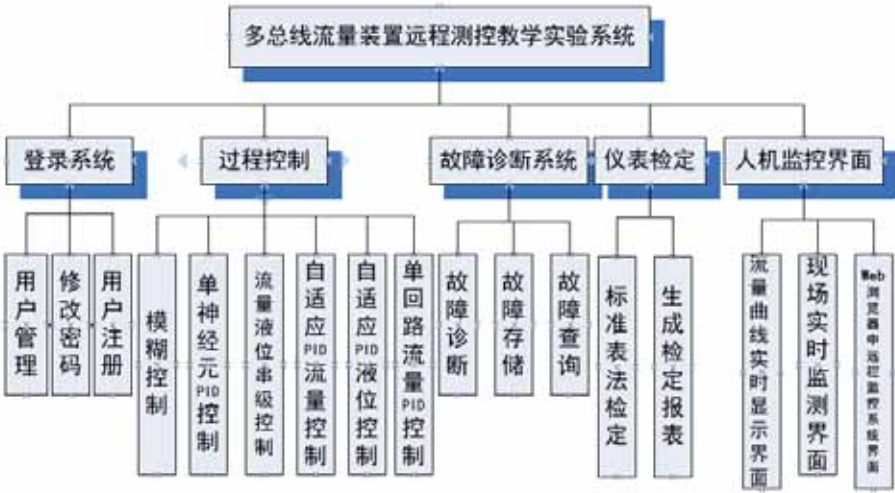 多总线流量装置远程测控教学实验系统
登录系统
过程控制
故障诊断系统
仪表检定
人机监控界面
用户管理
修改密码
用户注册
模糊控制
单神经元PID控制
流量液位串级控制
自适应PID流量控制
自适应PID液位控制
单回路流量PID控制
故障诊断
故障存储
故障查询
标准表法检定
生成检定报表
流量曲线实时显示界面
现场实时监测界面
Web浏览器中远程监控系统界面